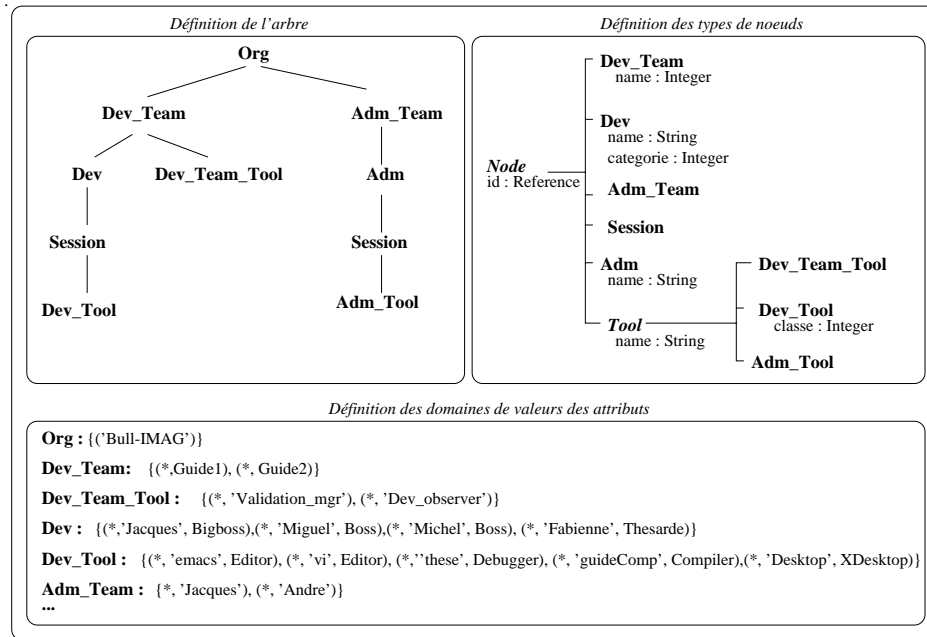 .
Définition de l'arbre
Org
Dev_Team Adm_Team
Dev Dev_Team_Tool Adm
Session Session
Dev_Tool Adm_Tool
Définition des types de noeuds
Dev_Team
name : Integer
Dev
name : String
categorie : Integer
Node
id : Reference
Adm_Team
Session
Adm
name : String
Tool
name : String
Dev_Team_Tool
Dev_Tool
classe : Integer
Adm_Tool
Définition des domaines de valeurs des attributs
Org : {('Bull-IMAG')}
Dev_Team: {(*,Guide1), (*, Guide2)}
Dev_Team_Tool : {(*, 'Validation_mgr'), (*, 'Dev_observer')}
Dev : {(*,'Jacques', Bigboss),(*, 'Miguel', Boss),(*, 'Michel', Boss), (*, 'Fabienne', Thesarde)}
Dev_Tool : {(*, 'emacs', Editor), (*, 'vi', Editor), (*,''these', Debugger), (*, 'guideComp', Compiler),(*, 'Desktop', XDesktop)}
Adm_Team : {*, 'Jacques'), (*, 'Andre')}
...